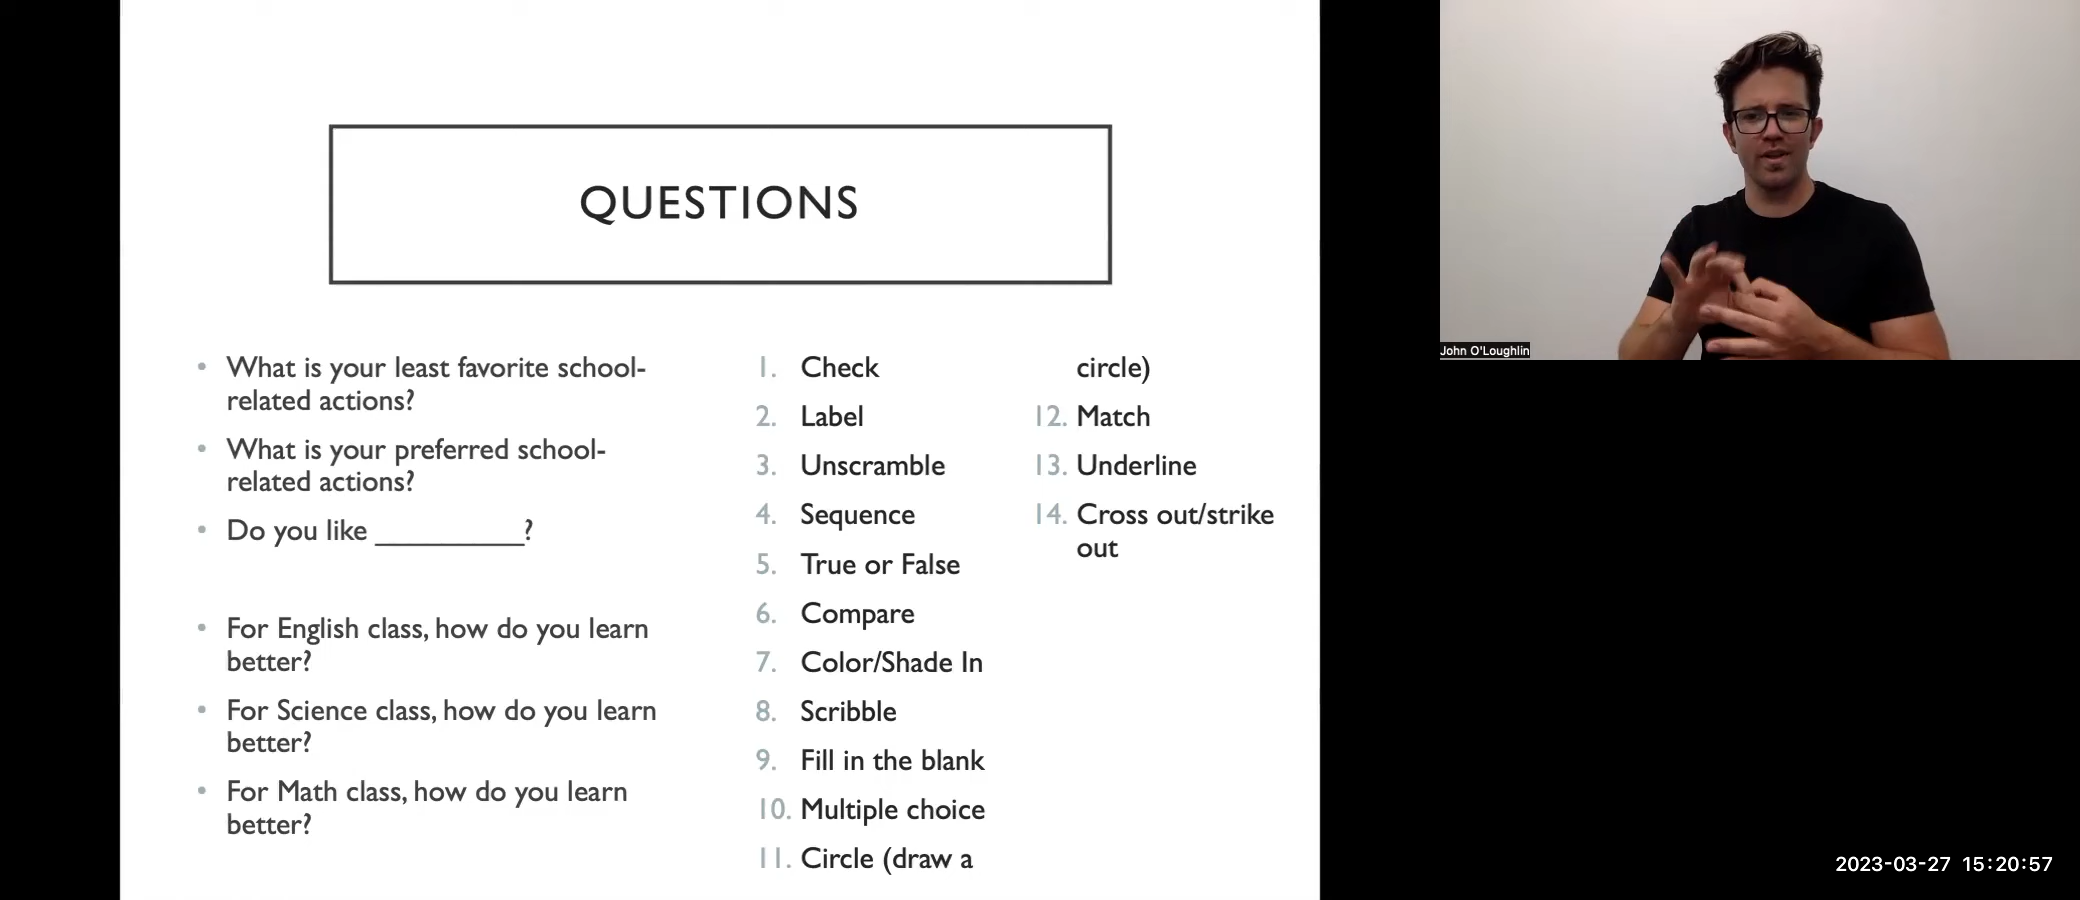 QUESTIONS
• What is your least favorite school-
related actions?
• What is your preferred school-
related actions?
• Do you like __________?
• For English class, how do you learn
better?
• For Science class, how do you learn
better?
• For Math class, how do you learn
better?
1. Check
2. Label
3. Unscramble
4. Sequence
5. True or False
6. Compare
7. Color/Shade In
8. Scribble
9. Fill in the blank
10. Multiple choice
11. Circle (draw a
circle)
12. Match
13. Underline
14. Cross out/strike
out
John O'Loughlin
2023-03-27 15:20:57